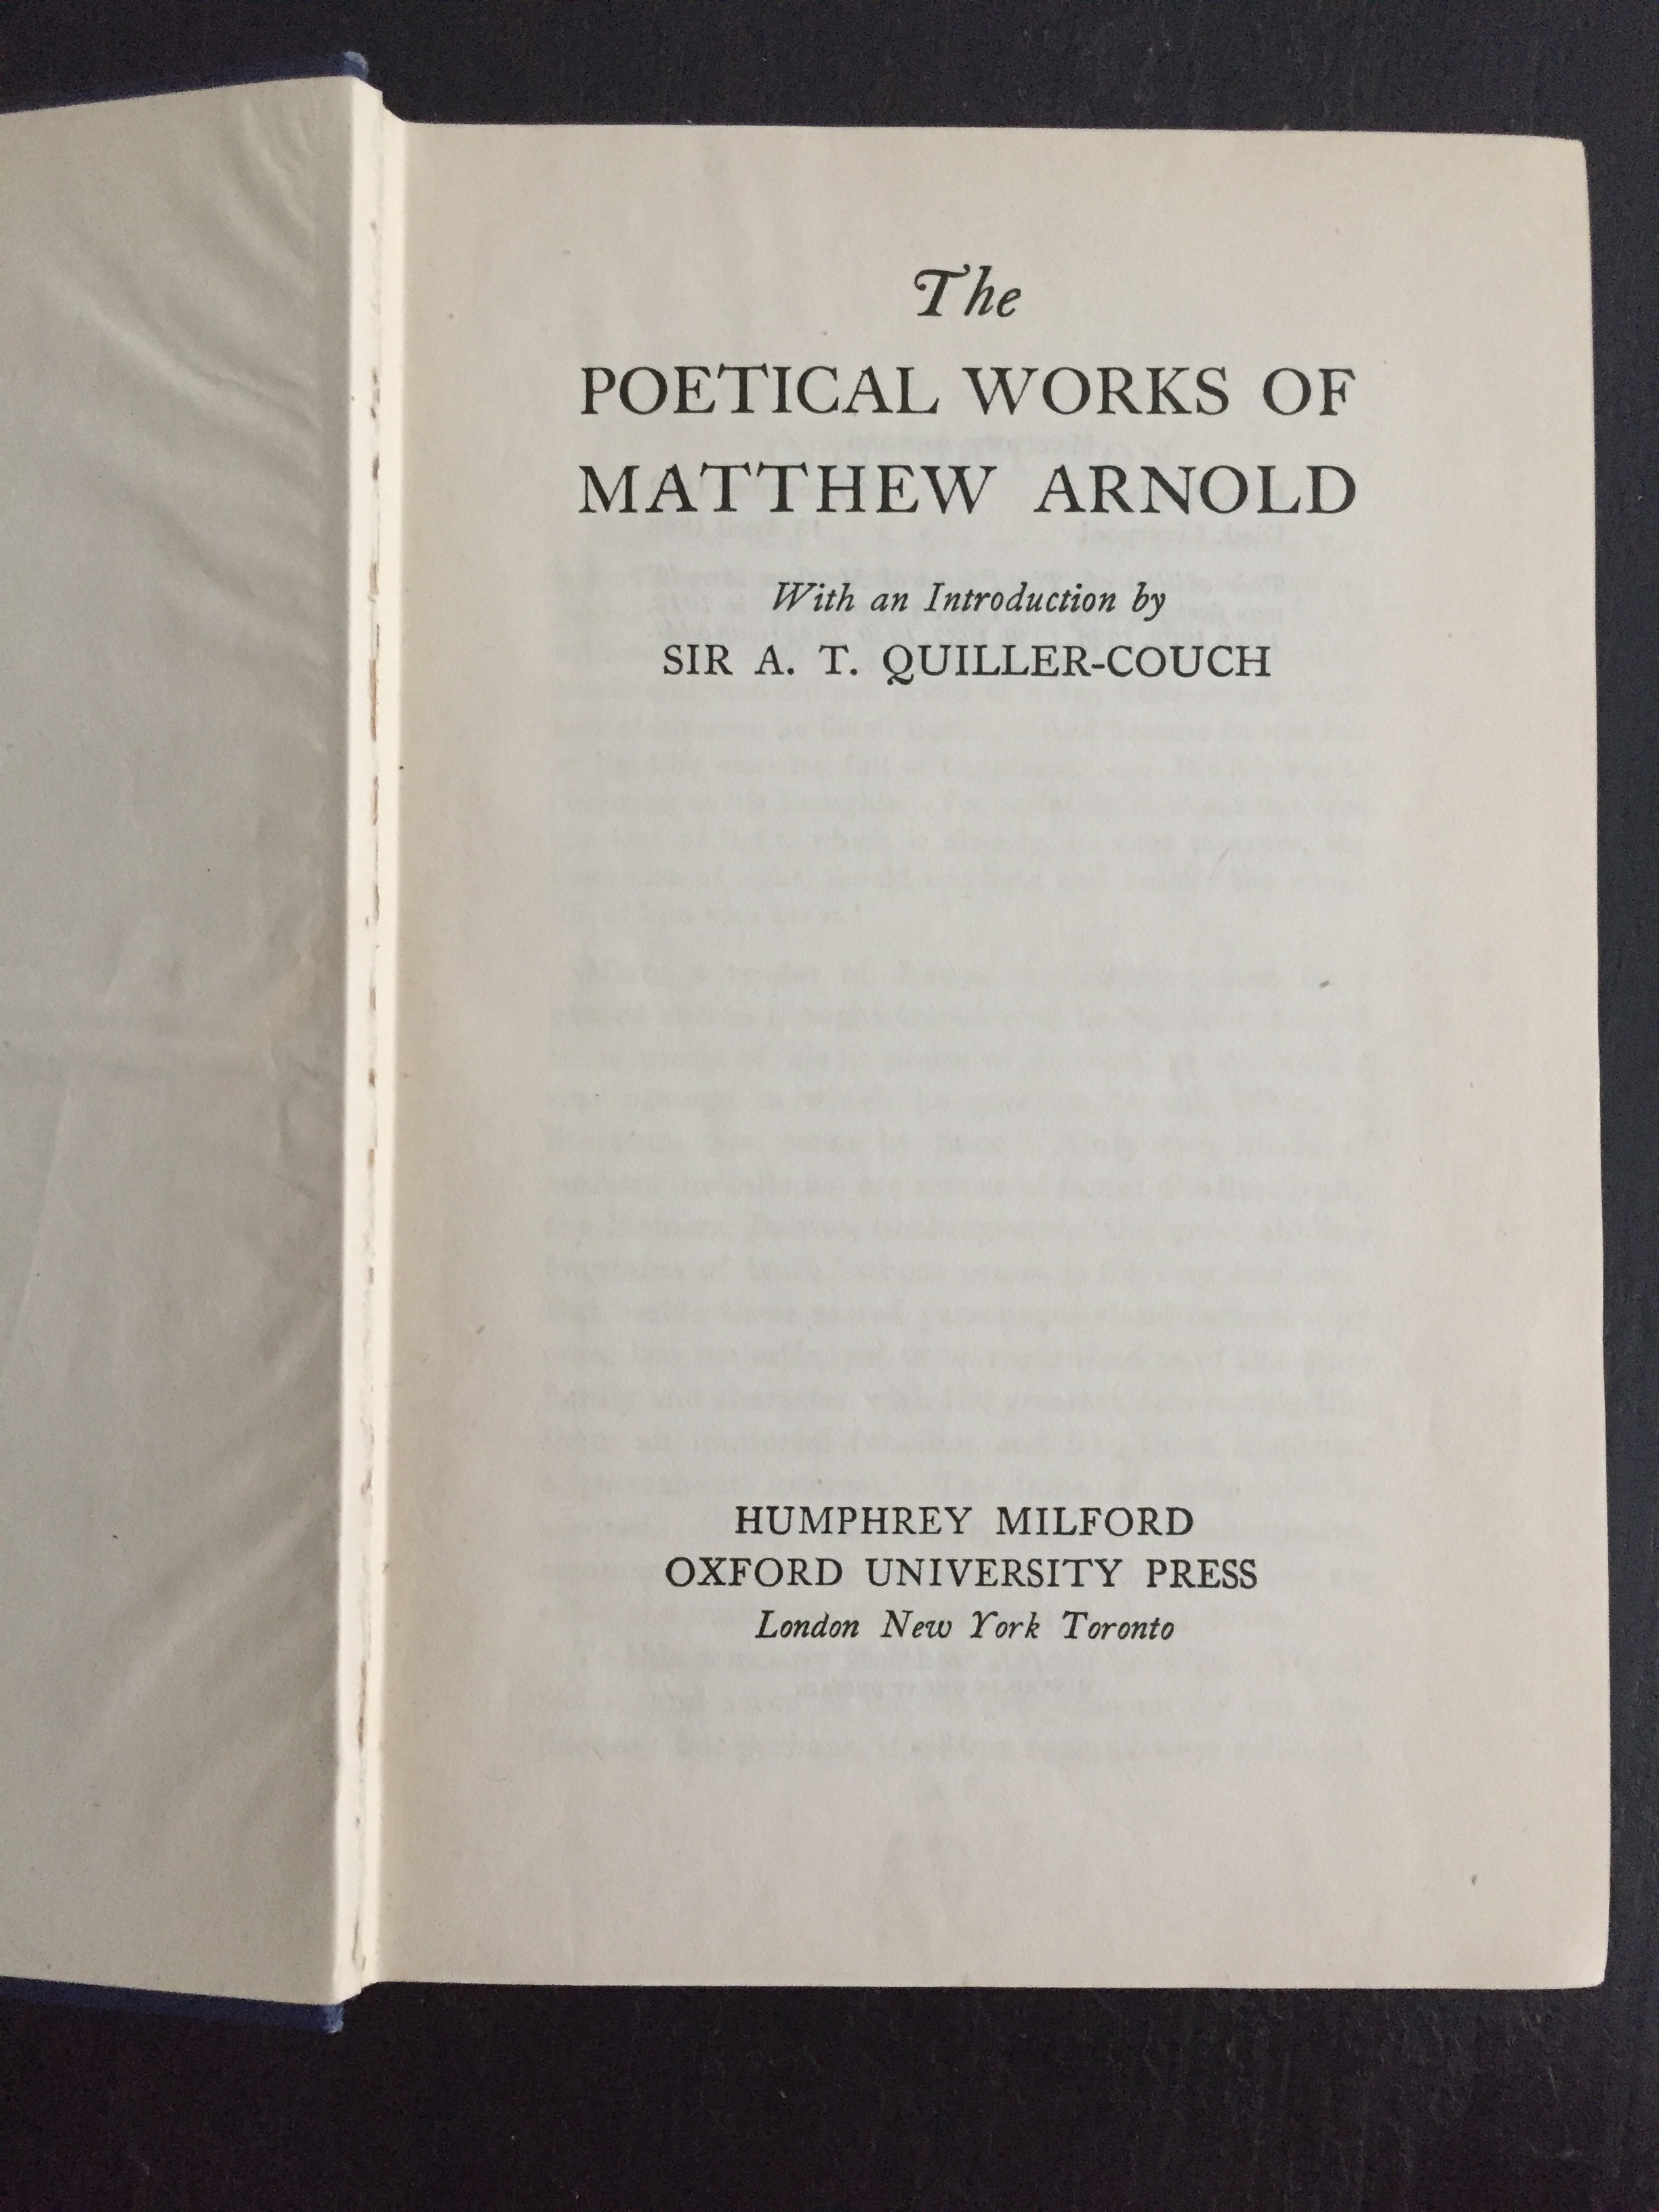 The
POETICAL WORKS OF
MATTHEW ARNOLD
With an Introduction by
SIR A. T. QUILLER-COUCH
HUMPHREY MILFORD
OXFORD UNIVERSITY PRESS
London New York Toronto